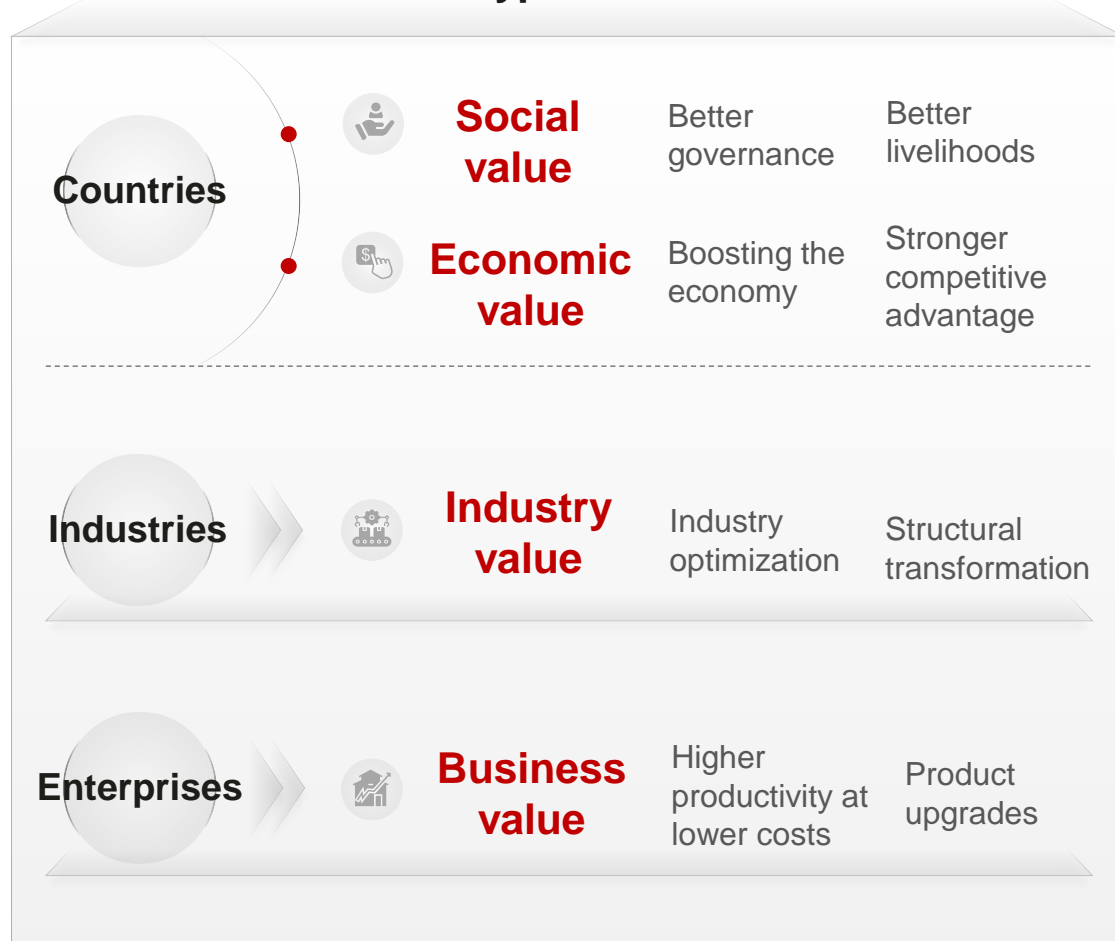 Countries
Social
value
Better
governance
Better
livelihoods
Economic
value
Boosting the
economy
Stronger
competitive
advantage
Industries
Industry
value
Industry
optimization
Structural
transformation
Enterprises
Business
value
Higher
productivity at
lower costs
Product
upgrades
$